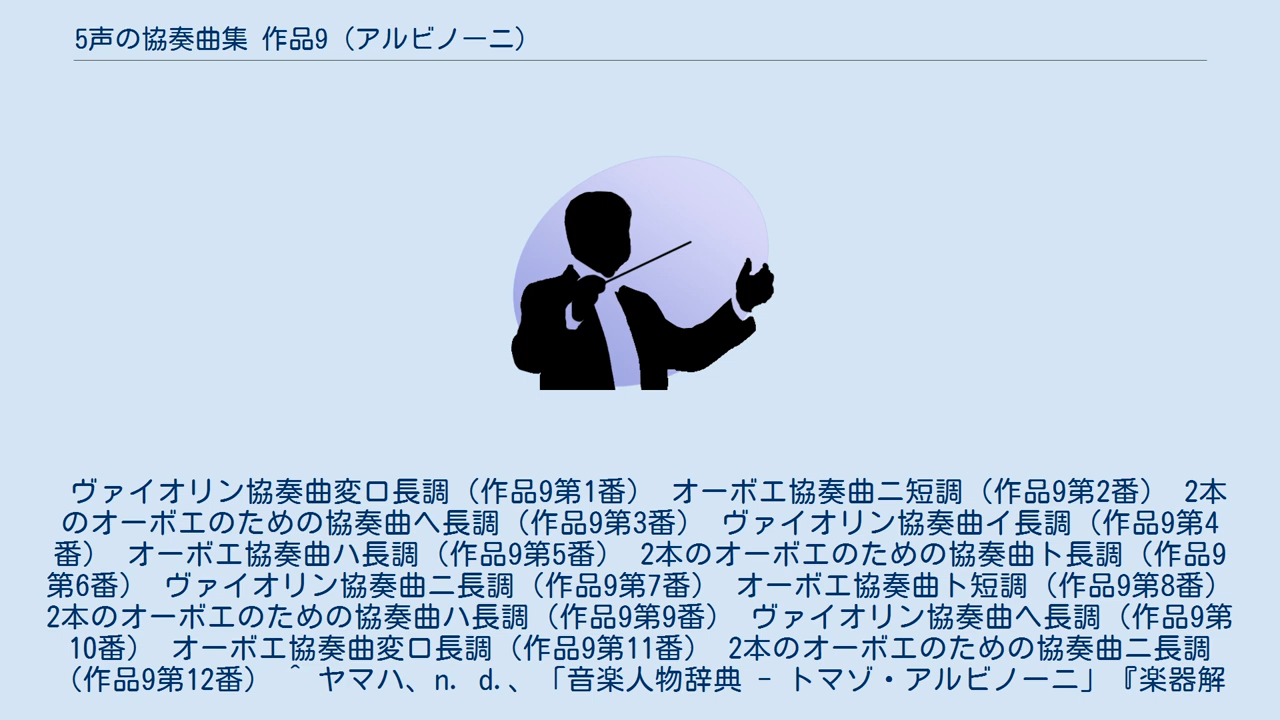 5声の協奏曲集 作品9（アルビノーニ）
ヴァイオリン協奏曲変ロ長調（作品9第1番） オーボエ協奏曲ニ短調（作品9第2番） 2本
のオーボエのための協奏曲ヘ長調（作品9第3番） ヴァイオリン協奏曲イ長調（作品9第4
番） オーボエ協奏曲ハ長調（作品9第5番） 2本のオーボエのための協奏曲ト長調（作品9
第6番） ヴァイオリン協奏曲ニ長調（作品9第7番） オーボエ協奏曲ト短調（作品9第8番）
2本のオーボエのための協奏曲ハ長調（作品9第9番） ヴァイオリン協奏曲ヘ長調（作品9第
10番） オーボエ協奏曲変ロ長調（作品9第11番） 2本のオーボエのための協奏曲ニ長調
（作品9第12番） ^ ヤマハ、n. d.、「音楽人物辞典 - トマゾ・アルビノーニ」『楽器解